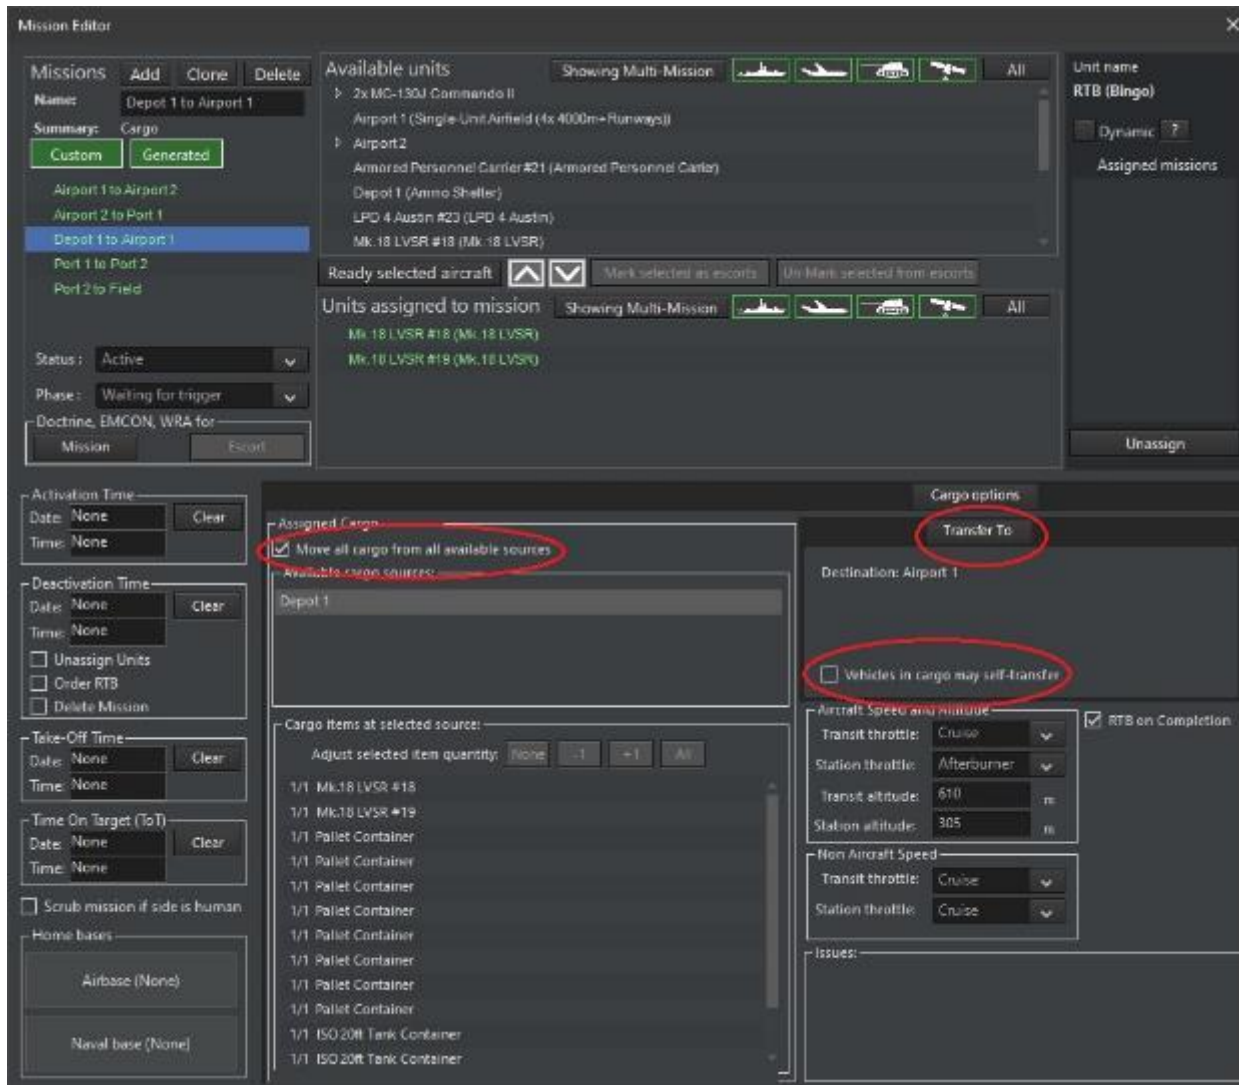 Mission Editor
Missions Add Clone Delete
Name: Depot 1 to Airport 1
Summary: Cargo
Custom Generated
Airport 1 to Airport 2
Airport 2 to Port 1
Depot 1 to Airport 1
Port 1 to Port 2
Port 2 to Field
Status: Active
Phase: Waiting for trigger
Doctrine, EMCON, WRA for
Mission Escort
Available units Showing Multi-Mission All
2x MC-130J Commando II
Airport 1 (Single-Unit Airfield (4x 4000m+ Runways))
Airport 2
Armored Personnel Carrier #21 (Armored Personnel Carrier)
Depot 1 (Ammo Shelter)
LPD 4 Austin #23 (LPD 4 Austin)
Mk.18 LVSR #18 (Mk.18 LVSR)
Ready selected aircraft Mark selected as escorts Un-Mark selected from escorts
Units assigned to mission Showing Multi-Mission All
Mk.18 LVSR #18 (Mk.18 LVSR)
Mk.18 LVSR #19 (Mk.18 LVSR)
Unit name
RTB (Bingo)
Dynamic ?
Assigned missions
Unassign
Activation Time
Date: None Clear
Time: None
Deactivation Time
Date: None Clear
Time: None
Unassign Units
Order RTB
Delete Mission
Take-Off Time
Date: None Clear
Time: None
Time On Target (ToT)
Date: None Clear
Time: None
Scrub mission if side is human
Home bases
Airbase (None)
Naval base (None)
Cargo options
Assigned Cargo
Move all cargo from all available sources
Available cargo sources:
Depot 1
Cargo items at selected source:
Adjust selected item quantity: None -1 +1 All
1/1 Mk.18 LVSR #18
1/1 Mk.18 LVSR #19
1/1 Pallet Container
1/1 Pallet Container
1/1 Pallet Container
1/1 Pallet Container
1/1 Pallet Container
1/1 Pallet Container
1/1 Pallet Container
1/1 Pallet Container
1/1 ISO 20ft Tank Container
1/1 ISO 20ft Tank Container
Transfer To
Destination: Airport 1
Vehicles in cargo may self-transfer
Aircraft Speed and Altitude
Transit throttle: Cruise
Station throttle: Afterburner
Transit altitude: 610 m
Station altitude: 305 m
RTB on Completion
Non Aircraft Speed
Transit throttle: Cruise
Station throttle: Cruise
Issues: